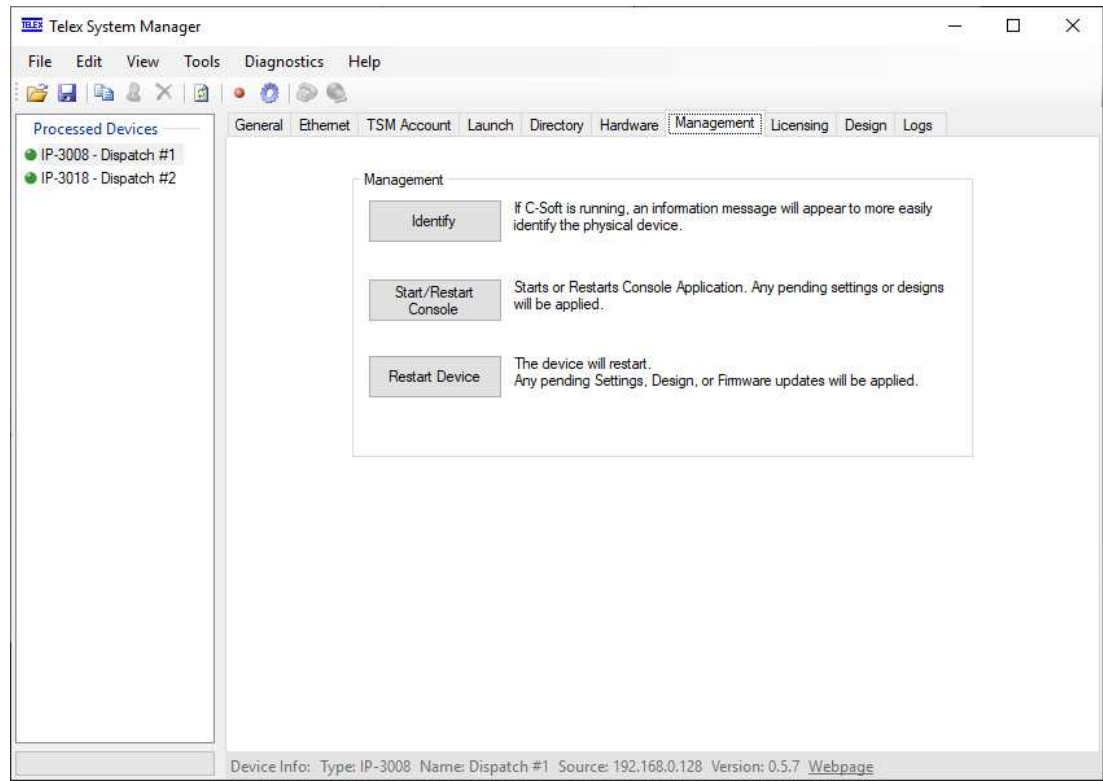 TELEX Telex System Manager
File Edit View Tools Diagnostics Help
Processed Devices
IP-3008 - Dispatch #1
IP-3018 - Dispatch #2
General Ethernet TSM Account Launch Directory Hardware Management Licensing Design Logs
Management
Identify
If C-Soft is running, an information message will appear to more easily
identify the physical device.
Start/Restart
Console
Starts or Restarts Console Application. Any pending settings or designs
will be applied.
Restart Device
The device will restart.
Any pending Settings, Design, or Firmware updates will be applied.
Device Info: Type: IP-3008 Name: Dispatch #1 Source: 192.168.0.128 Version: 0.5.7 Webpage